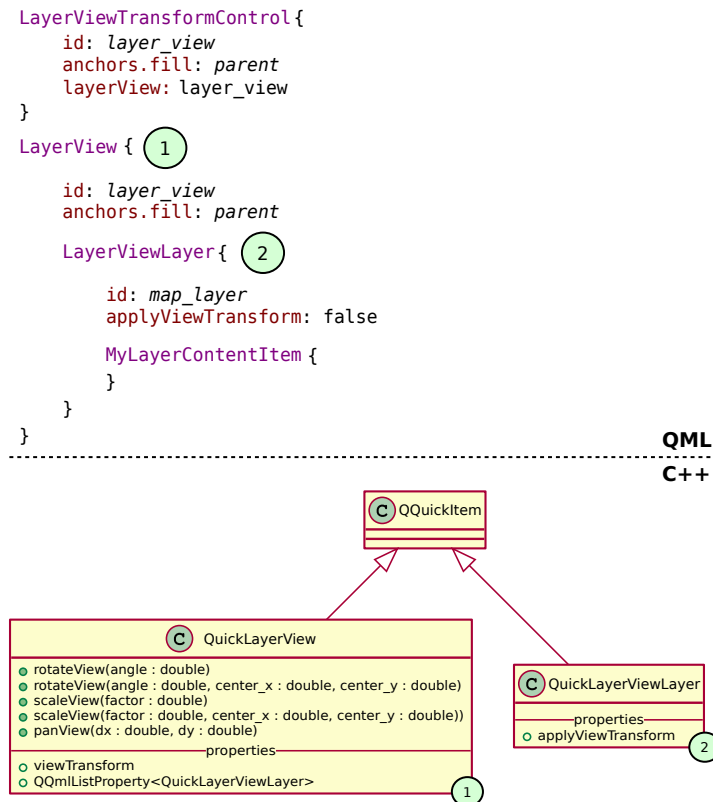 LayerViewTransformControl{
id: layer_view
anchors.fill: parent
layerView: layer_view
}
LayerView { 1
id: layer_view
anchors.fill: parent
LayerViewLayer{ 2
id: map_layer
applyViewTransform: false
MyLayerContentItem {
}
}
}
QML
C++
C QQuickItem
C QuickLayerView
rotateView(angle : double)
rotateView(angle : double, center_x : double, center_y : double)
scaleView(factor : double)
scaleView(factor : double, center_x : double, center_y : double))
panView(dx : double, dy : double)
properties
viewTransform
QQmlListProperty<QuickLayerViewLayer>
1
C QuickLayerViewLayer
properties
applyViewTransform
2